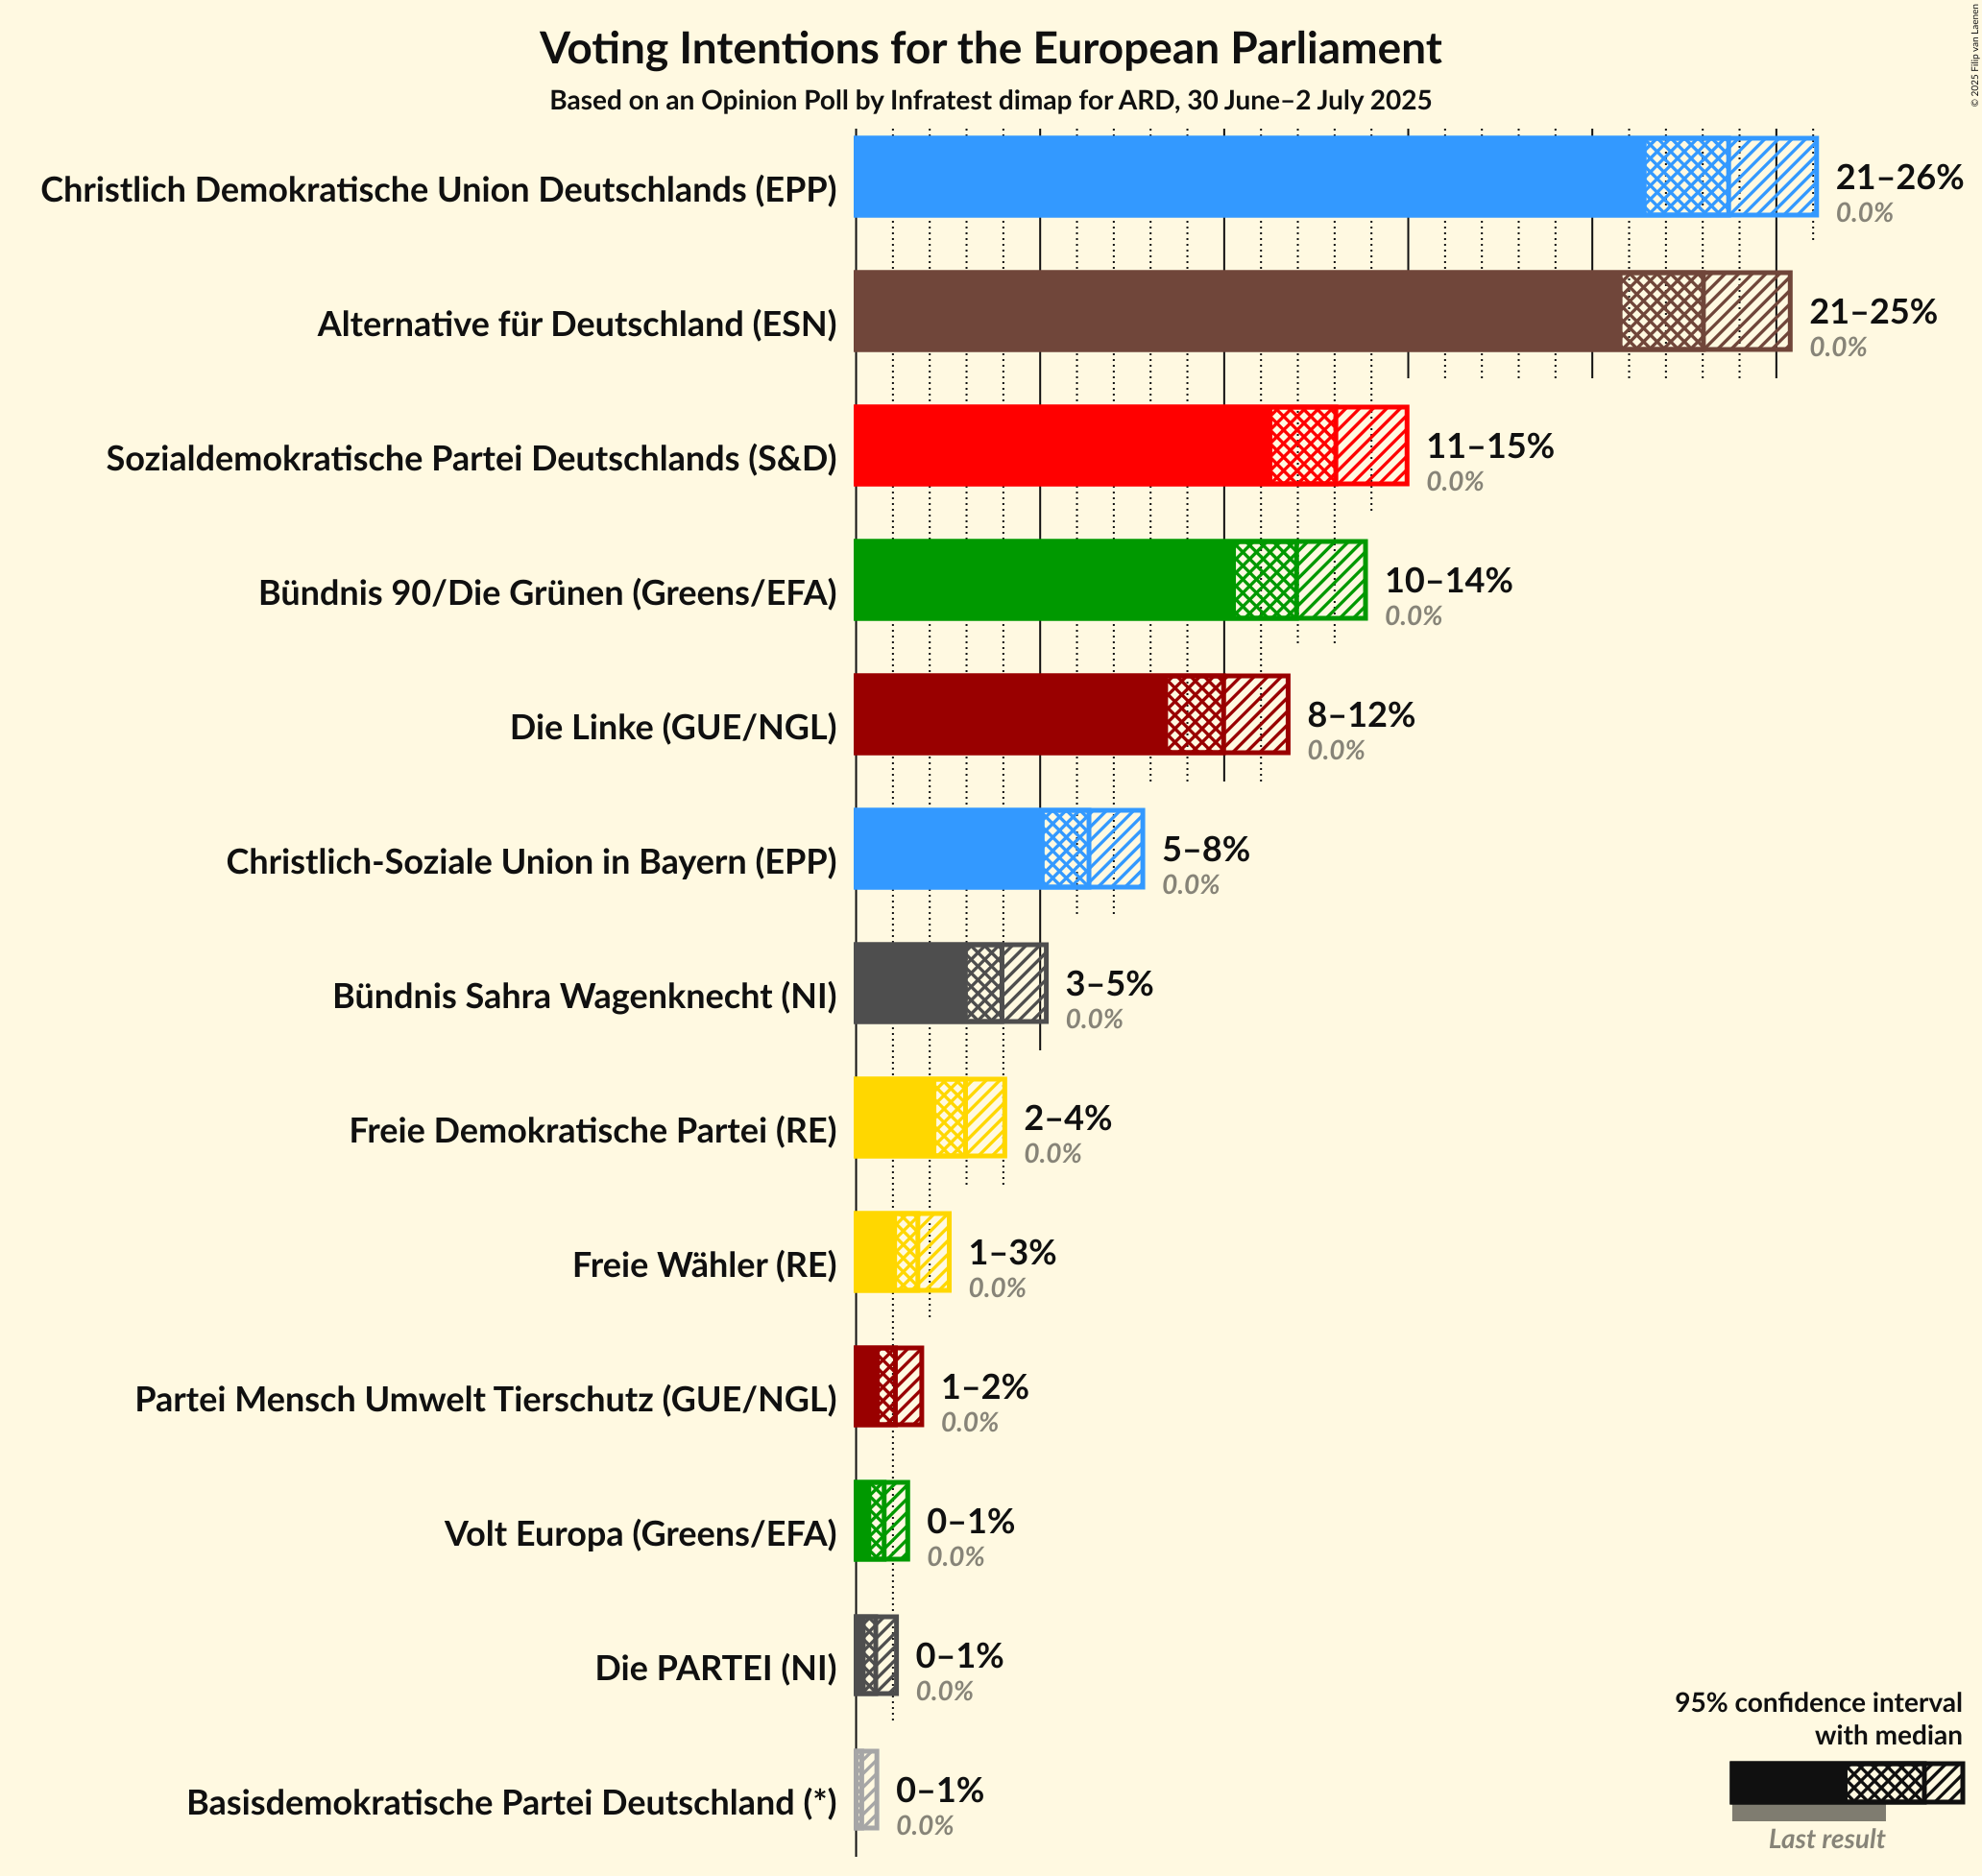 Voting Intentions for the European Parliament
Based on an Opinion Poll by Infratest dimap for ARD, 30 June–2 July 2025
© 2025 Filip van Laenen
Christlich Demokratische Union Deutschlands (EPP)
21–26%
0.0%
Alternative für Deutschland (ESN)
21–25%
0.0%
Sozialdemokratische Partei Deutschlands (S&D)
11–15%
0.0%
Bündnis 90/Die Grünen (Greens/EFA)
10–14%
0.0%
Die Linke (GUE/NGL)
8–12%
0.0%
Christlich-Soziale Union in Bayern (EPP)
5–8%
0.0%
Bündnis Sahra Wagenknecht (NI)
3–5%
0.0%
Freie Demokratische Partei (RE)
2–4%
0.0%
Freie Wähler (RE)
1–3%
0.0%
Partei Mensch Umwelt Tierschutz (GUE/NGL)
1–2%
0.0%
Volt Europa (Greens/EFA)
0–1%
0.0%
Die PARTEI (NI)
0–1%
0.0%
Basisdemokratische Partei Deutschland (*)
0–1%
0.0%
95% confidence interval
with median
Last result